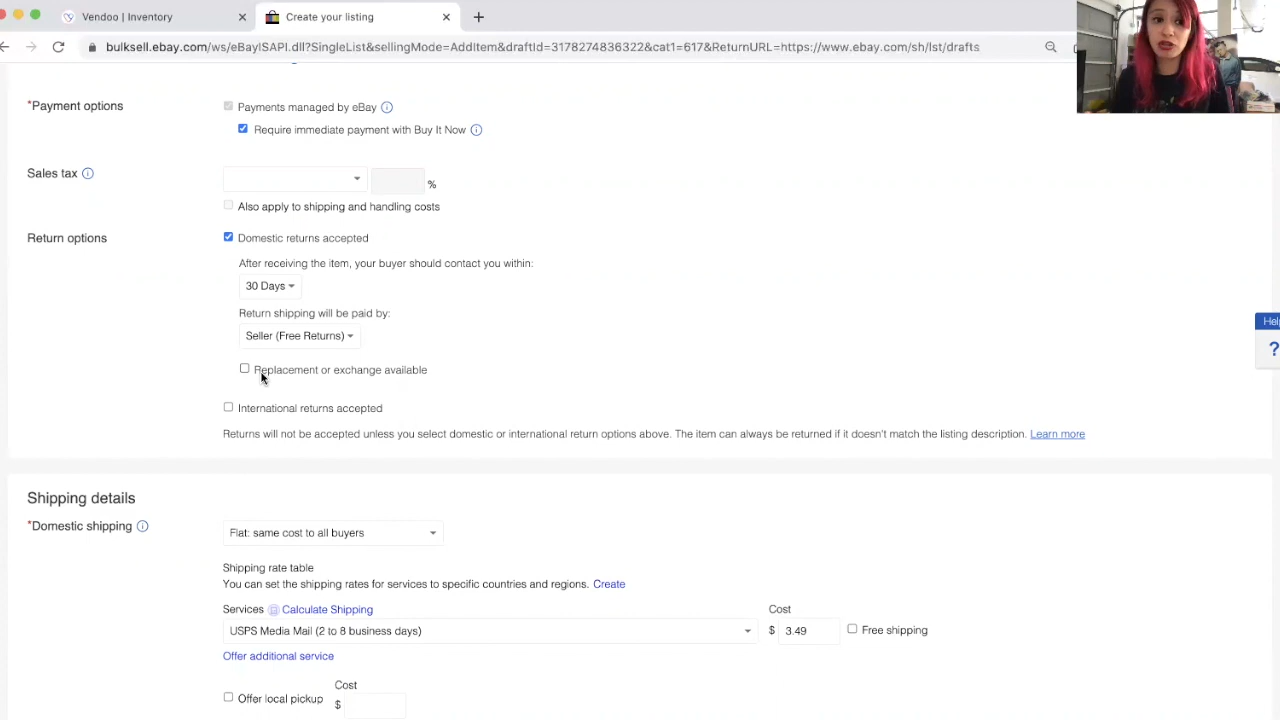 Vendoo | Inventory
Create your listing
bulksell.ebay.com/ws/eBayISAPI.dll?SingleList&sellingMode=AddItem&draftId=3178274836322&cat1=617&ReturnURL=https://www.ebay.com/sh/lst/drafts
*Payment options
Payments managed by eBay
Require immediate payment with Buy It Now
Sales tax
%
Also apply to shipping and handling costs
Return options
Domestic returns accepted
After receiving the item, your buyer should contact you within:
30 Days
Return shipping will be paid by:
Seller (Free Returns)
Replacement or exchange available
International returns accepted
Returns will not be accepted unless you select domestic or international return options above. The item can always be returned if it doesn't match the listing description. Learn more
Hel
?
Shipping details
*Domestic shipping
Flat: same cost to all buyers
Shipping rate table
You can set the shipping rates for services to specific countries and regions. Create
Services Calculate Shipping
Cost
USPS Media Mail (2 to 8 business days)
$ 3.49 Free shipping
Offer additional service
Cost
Offer local pickup
$